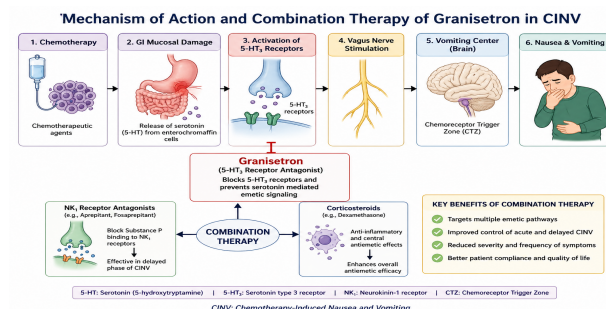 Mechanism of Action and Combination Therapy of Granisetron in CINV
1. Chemotherapy
Chemotherapeutic
agents
2. GI Mucosal Damage
Release of serotonin
(5-HT) from enterochromaffin
cells
3. Activation of
5-HT₃ Receptors
5-HT₃
receptors
4. Vagus Nerve
Stimulation
5. Vomiting Center
(Brain)
Chemoreceptor Trigger
Zone (CTZ)
6. Nausea & Vomiting
Granisetron
(5-HT₃ Receptor Antagonist)
Blocks 5-HT₃ receptors and
prevents serotonin mediated
emetic signaling
NK₁ Receptor Antagonists
(e.g., Aprepitant, Fosaprepitant)
Block Substance P
binding to NK₁
receptors
Effective in delayed
phase of CINV
COMBINATION
THERAPY
Corticosteroids
(e.g., Dexamethasone)
Anti-inflammatory
and central
antiemetic effects
Enhances overall
antiemetic efficacy
KEY BENEFITS OF COMBINATION THERAPY
Targets multiple emetic pathways
Improved control of acute and delayed CINV
Reduced severity and frequency of symptoms
Better patient compliance and quality of life
5-HT: Serotonin (5-hydroxytryptamine) | 5-HT₃: Serotonin type 3 receptor | NK₁: Neurokinin-1 receptor | CTZ: Chemoreceptor Trigger Zone
CINV: Chemotherapy-Induced Nausea and Vomiting